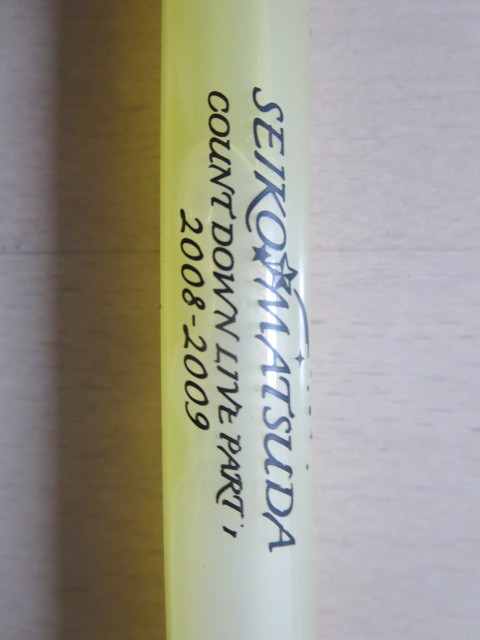 SEIKO MATSUDA
COUNT DOWN LIVE PART 1
2008-2009